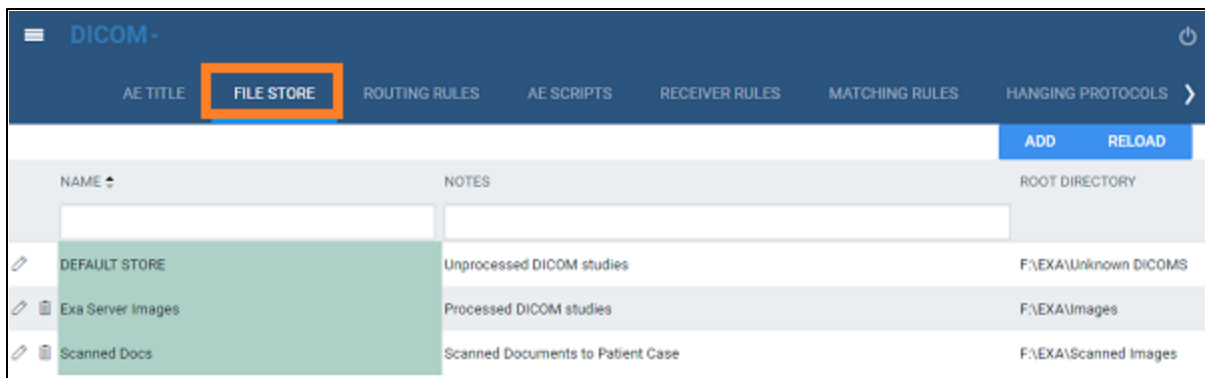 DICOM
AE TITLE FILE STORE ROUTING RULES AE SCRIPTS RECEIVER RULES MATCHING RULES HANGING PROTOCOLS
ADD RELOAD
NAME NOTES ROOT DIRECTORY
DEFAULT STORE Unprocessed DICOM studies F:\EXA\Unknown DICOMS
Exa Server Images Processed DICOM studies F:\EXA\Images
Scanned Docs Scanned Documents to Patient Case F:\EXA\Scanned Images